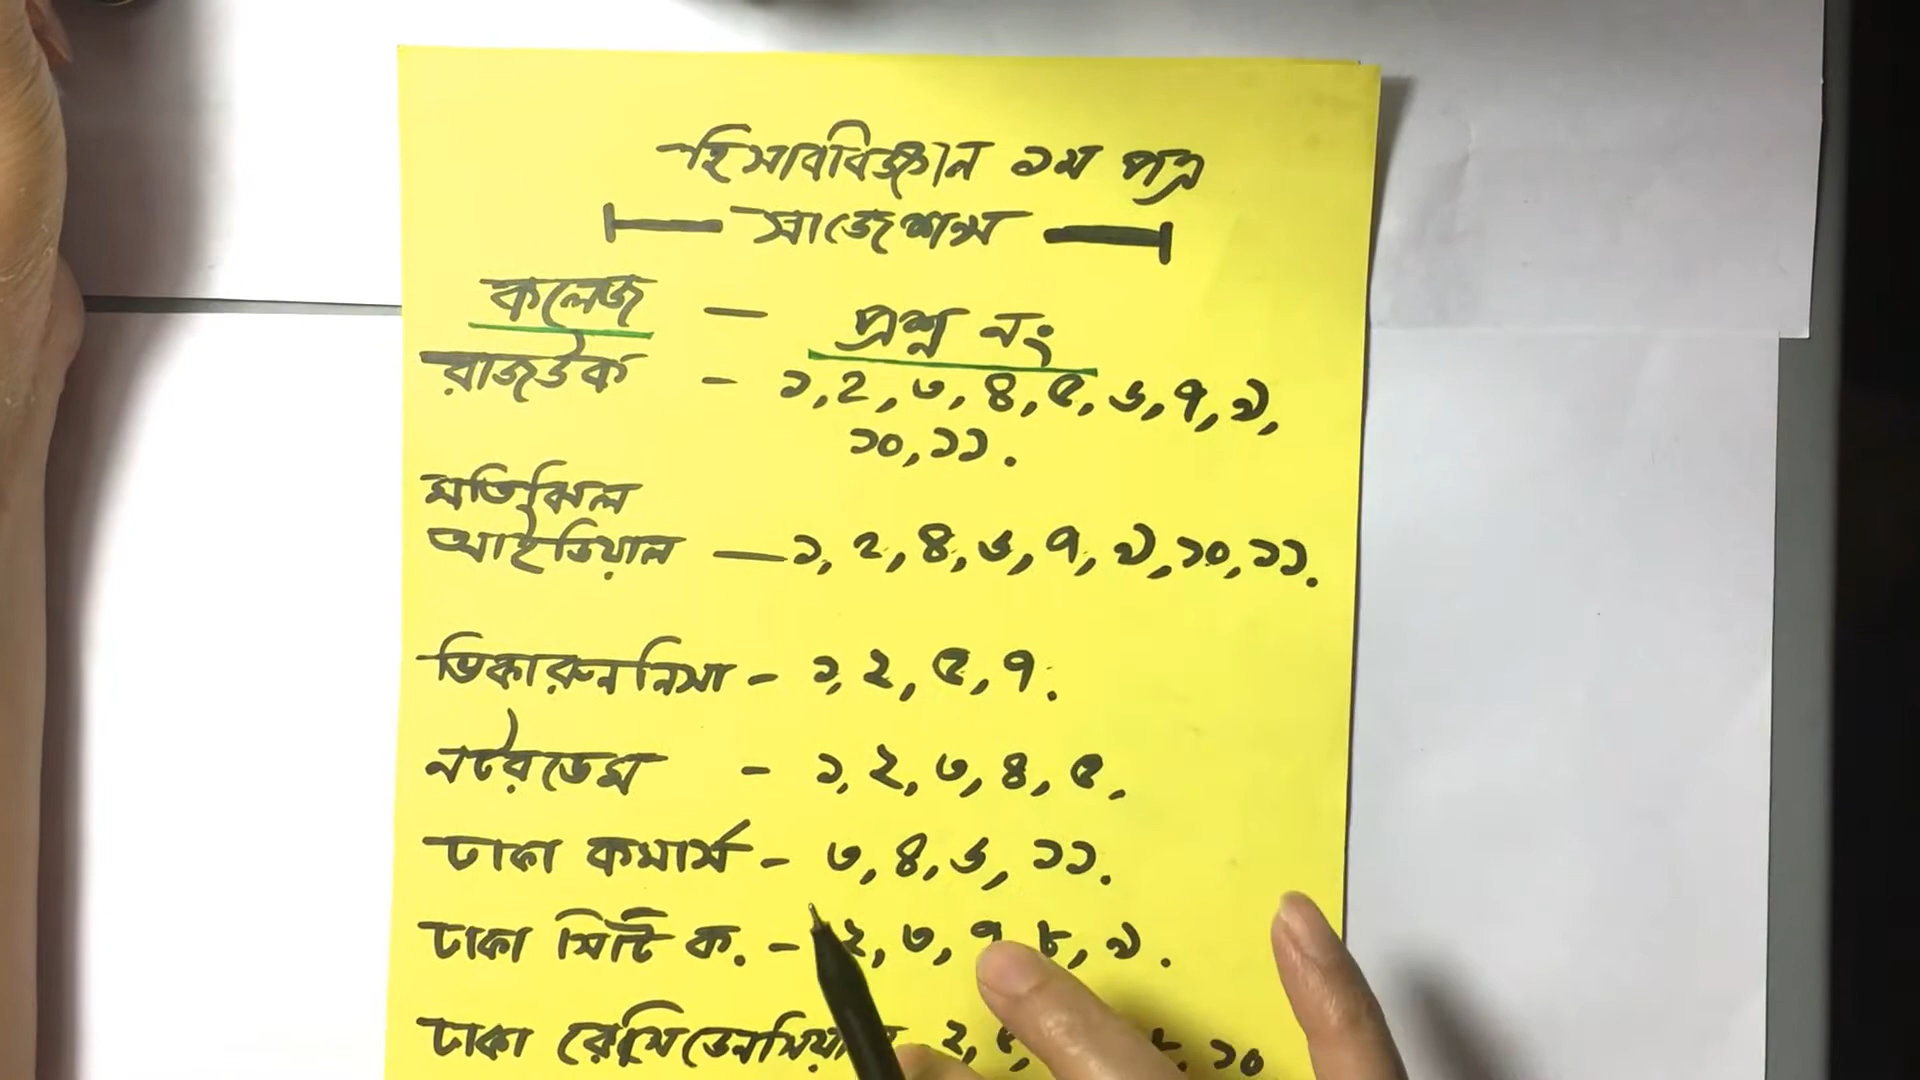 হিসাববিজ্ঞান ১ম পত্র
সাজেশন্স
কলেজ — প্রশ্ন নং
রাজউক - ১,২,৩,৪,৫,৬,৭,৯,
১০,১১.
মতিঝিল
আইডিয়াল — ১,২,৪,৬,৭,৯,১০,১১.
ভিকারুননিসা - ১,২,৫,৭.
নটরডেম - ১,২,৩,৪,৫.
ঢাকা কমার্স - ৩,৪,৬,১১.
ঢাকা সিটি ক. - ২,৩,৭,৮,৯.
ঢাকা ২, ১০